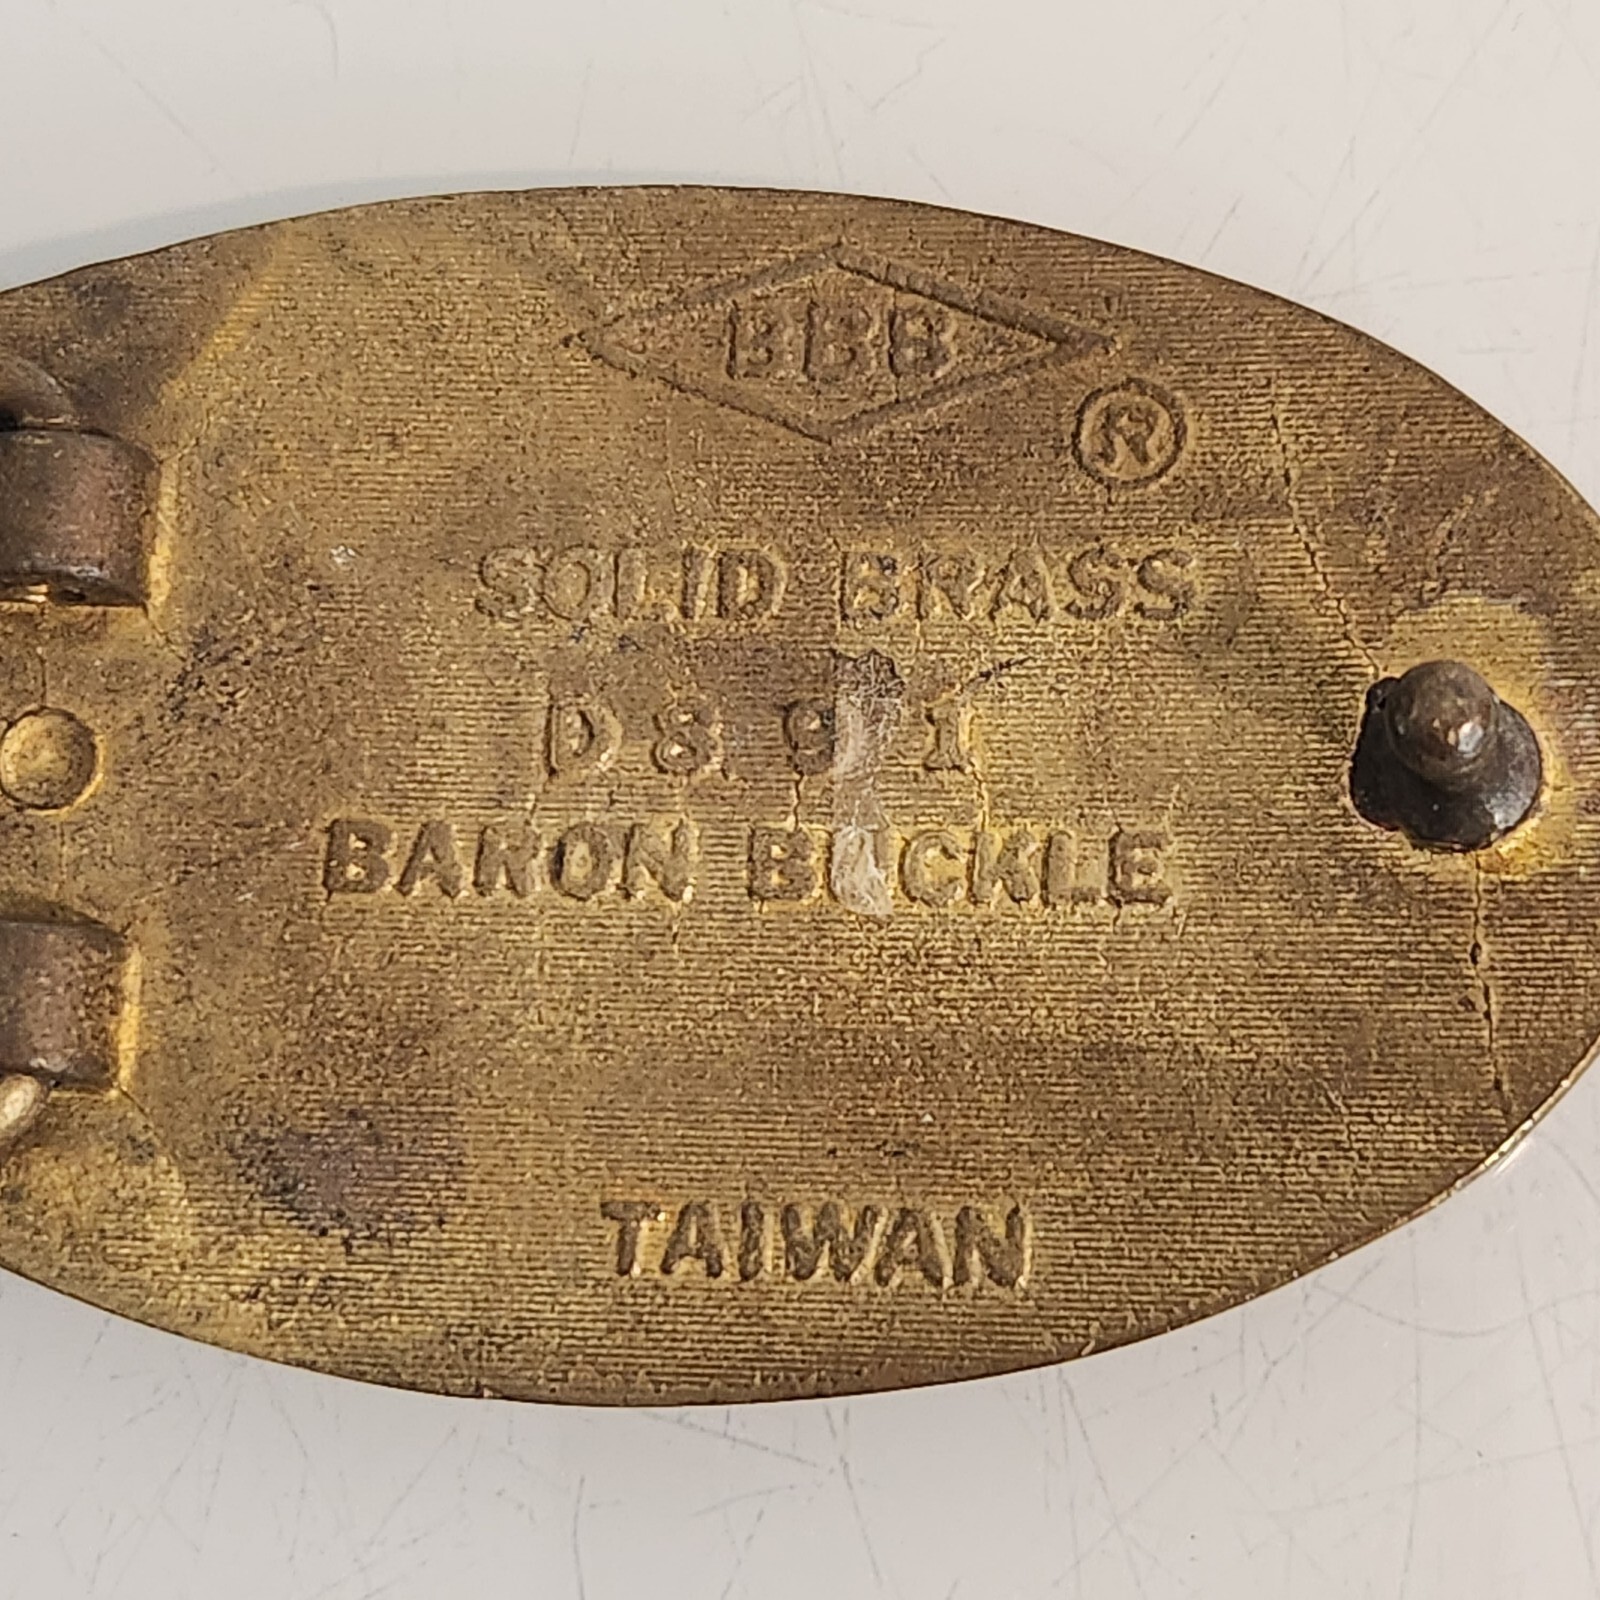 BBB
®
SOLID BRASS
BARON BUCKLE
TAIWAN